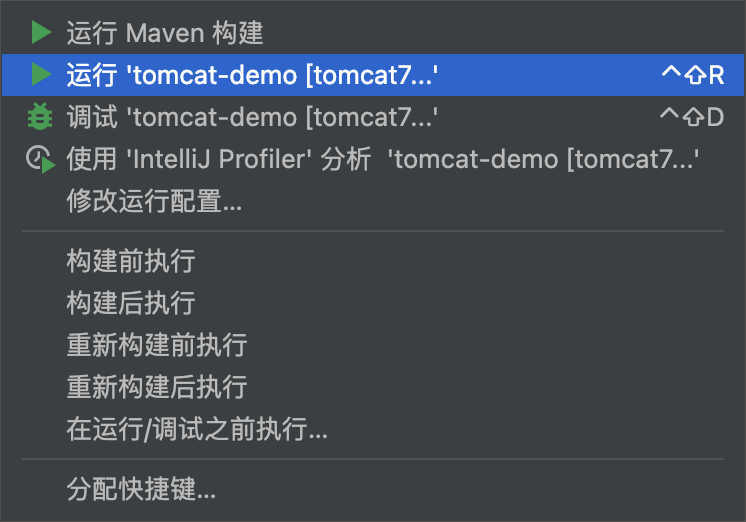 运行 Maven 构建
运行 'tomcat-demo [tomcat7...' ^⇧R
调试 'tomcat-demo [tomcat7...' ^⇧D
使用 'IntelliJ Profiler' 分析  'tomcat-demo [tomcat7...'
修改运行配置...
构建前执行
构建后执行
重新构建前执行
重新构建后执行
在运行/调试之前执行...
分配快捷键...